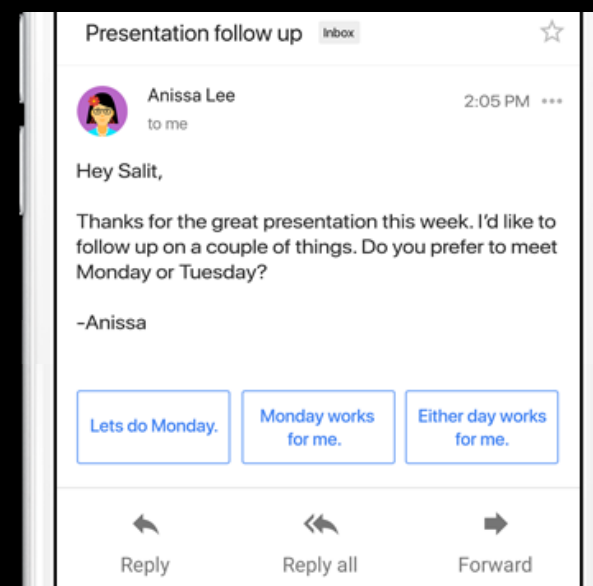 Presentation follow up Inbox
Anissa Lee
2:05 PM
to me
Hey Salit,
Thanks for the great presentation this week. I'd like to
follow up on a couple of things. Do you prefer to meet
Monday or Tuesday?
-Anissa
Lets do Monday.
Monday works
for me.
Either day works
for me.
Reply
Reply all
Forward